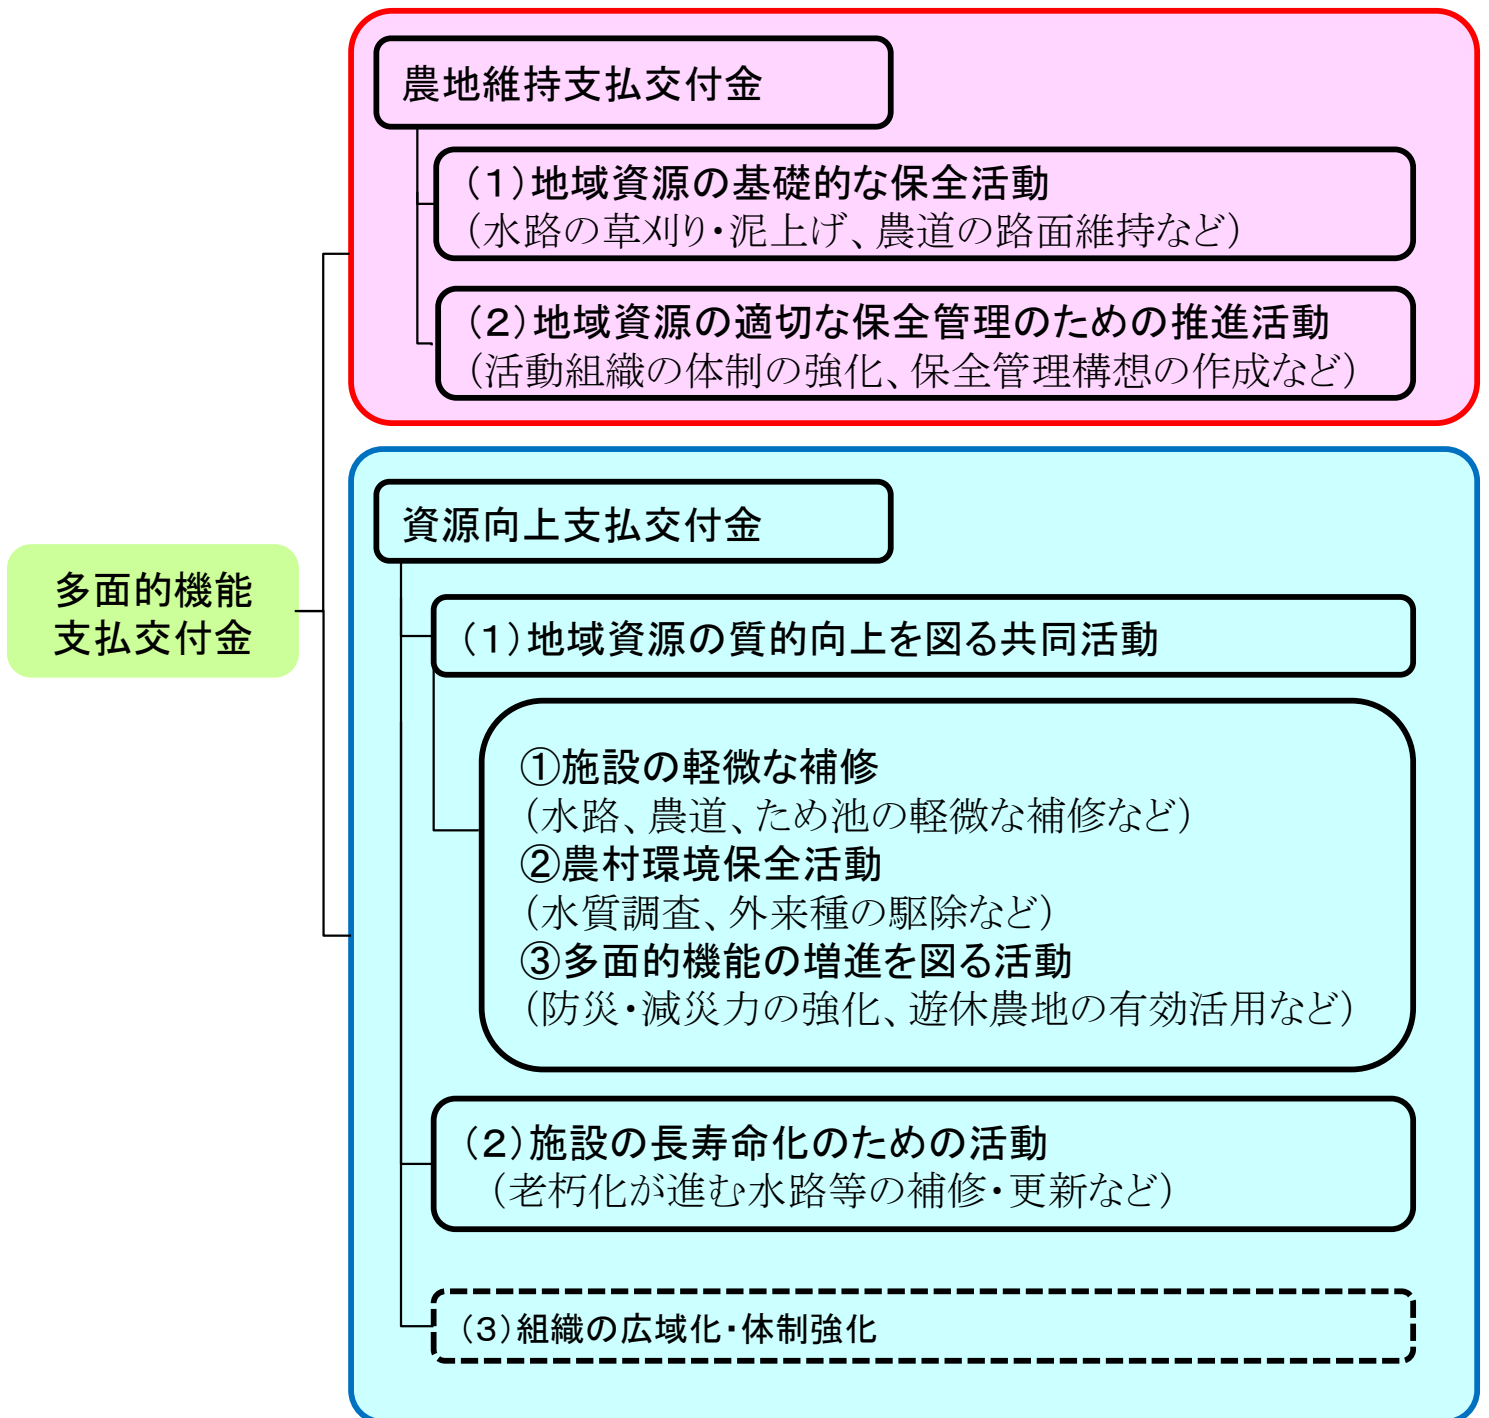 農地維持支払交付金
（１）地域資源の基礎的な保全活動
（水路の草刈り・泥上げ、農道の路面維持など）
（２）地域資源の適切な保全管理のための推進活動
（活動組織の体制の強化、保全管理構想の作成など）
多面的機能
支払交付金
資源向上支払交付金
（１）地域資源の質的向上を図る共同活動
①施設の軽微な補修
（水路、農道、ため池の軽微な補修など）
②農村環境保全活動
（水質調査、外来種の駆除など）
③多面的機能の増進を図る活動
（防災・減災力の強化、遊休農地の有効活用など）
（２）施設の長寿命化のための活動
（老朽化が進む水路等の補修・更新など）
（３）組織の広域化・体制強化